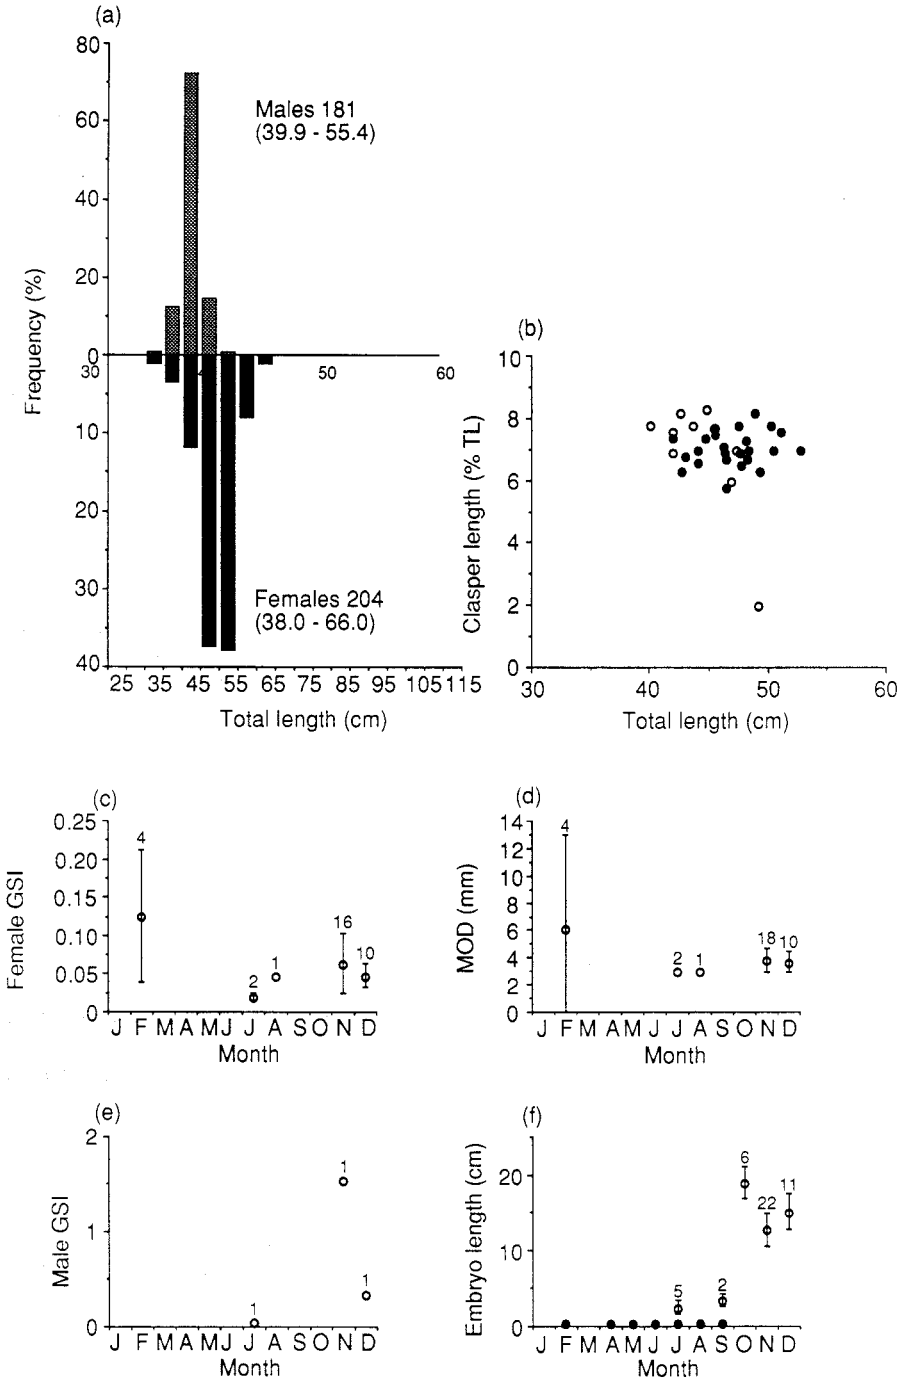 (a)
80
60
40
20
0
10
20
30
40
Frequency (%)
Males 181
(39.9 - 55.4)
30 4 50 60
Females 204
(38.0 - 66.0)
25 35 45 55 65 75 85 95 105 115
Total length (cm)
(b)
10
8
6
4
2
0
Clasper length (% TL)
30 40 50 60
Total length (cm)
(c)
0.25
0.20
0.15
0.10
0.05
0
Female GSI
4
2
1
16
10
J F M A M J J A S O N D
Month
(d)
14
12
10
8
6
4
2
0
MOD (mm)
4
2
1
18
10
J F M A M J J A S O N D
Month
(e)
2
1
0
Male GSI
1
1
1
J F M A M J J A S O N D
Month
(f)
20
10
0
Embryo length (cm)
5
2
6
22
11
J F M A M J J A S O N D
Month